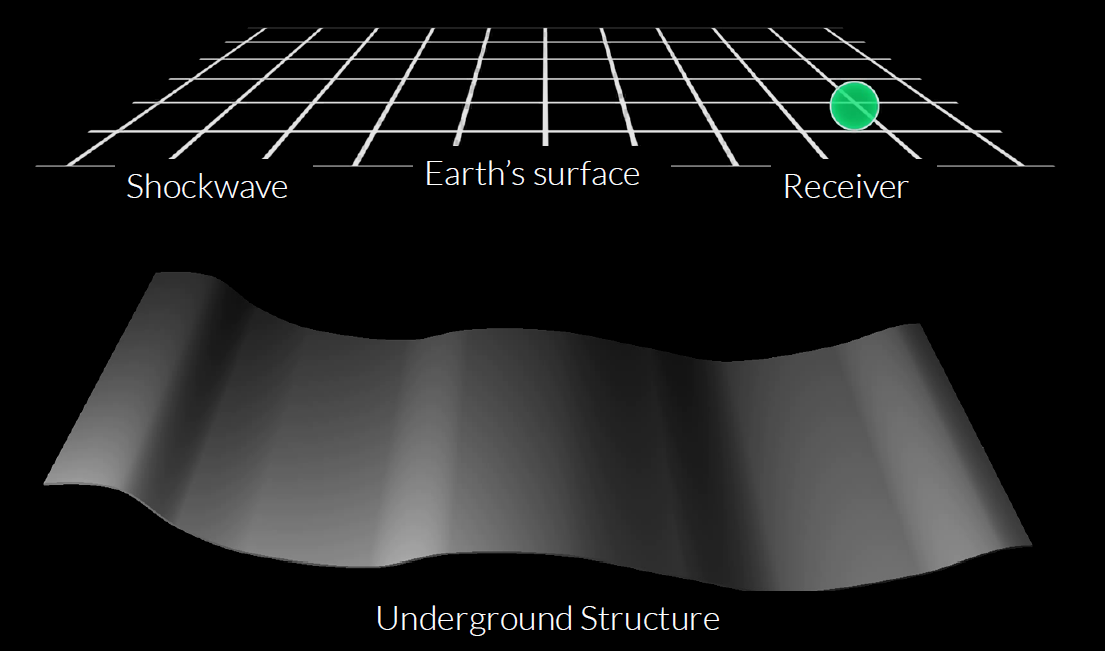 Shockwave
Earth’s surface
Receiver
Underground Structure